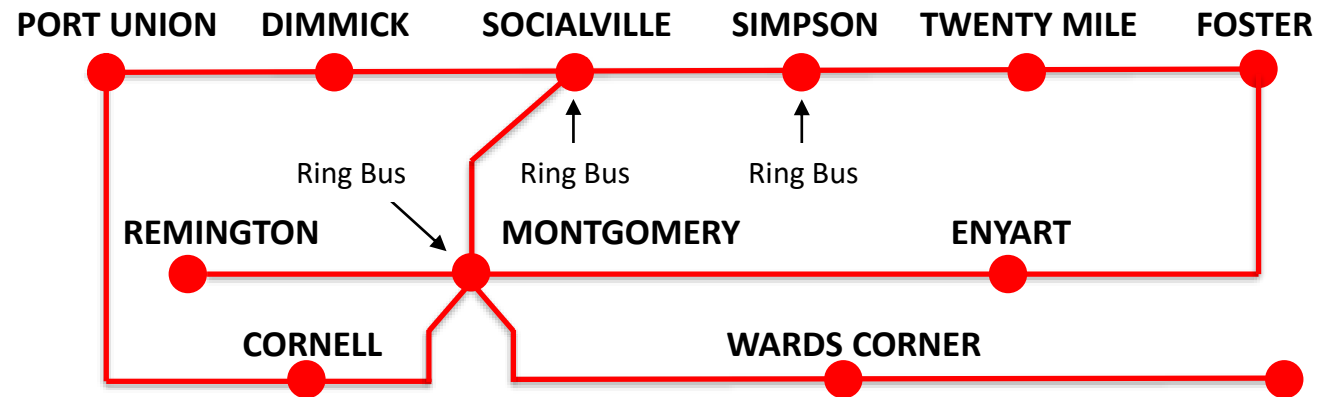 PORT UNION DIMMICK SOCIALVILLE SIMPSON TWENTY MILE FOSTER
Ring Bus Ring Bus Ring Bus
REMINGTON MONTGOMERY ENYART
CORNELL WARDS CORNER